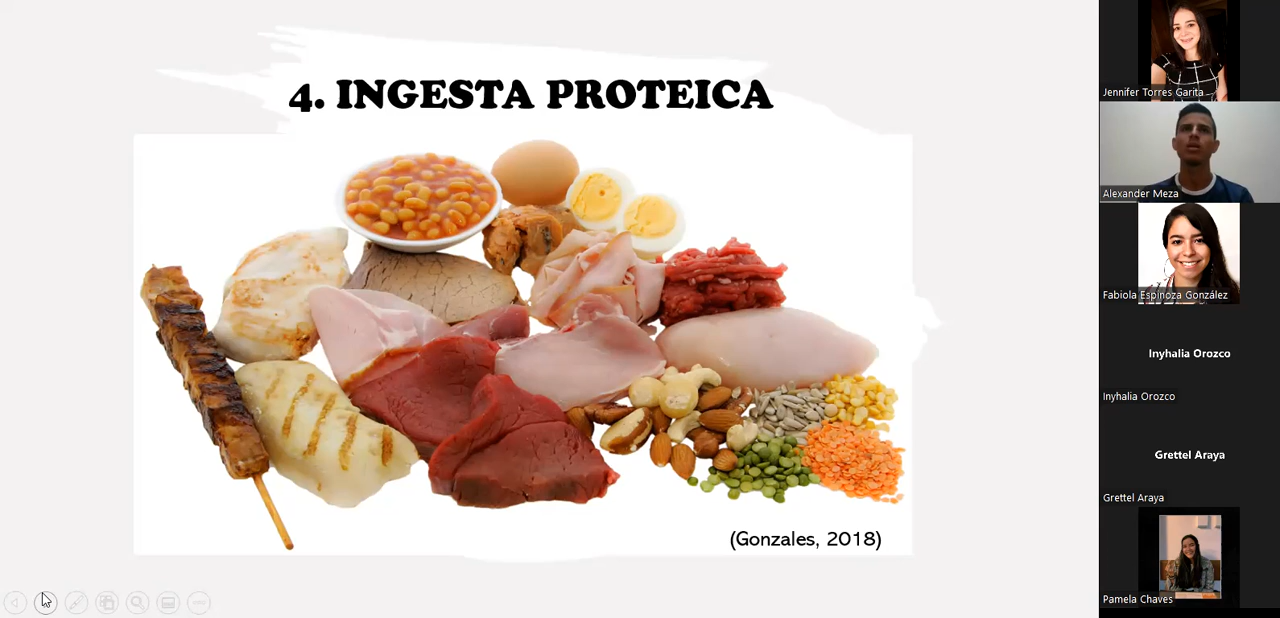 4. INGESTA PROTEICA
(Gonzales, 2018)
Jennifer Torres Garita
Alexander Meza
Fabiola Espinoza González
Inyhalia Orozco
Inyhalia Orozco
Grettel Araya
Grettel Araya
Pamela Chaves